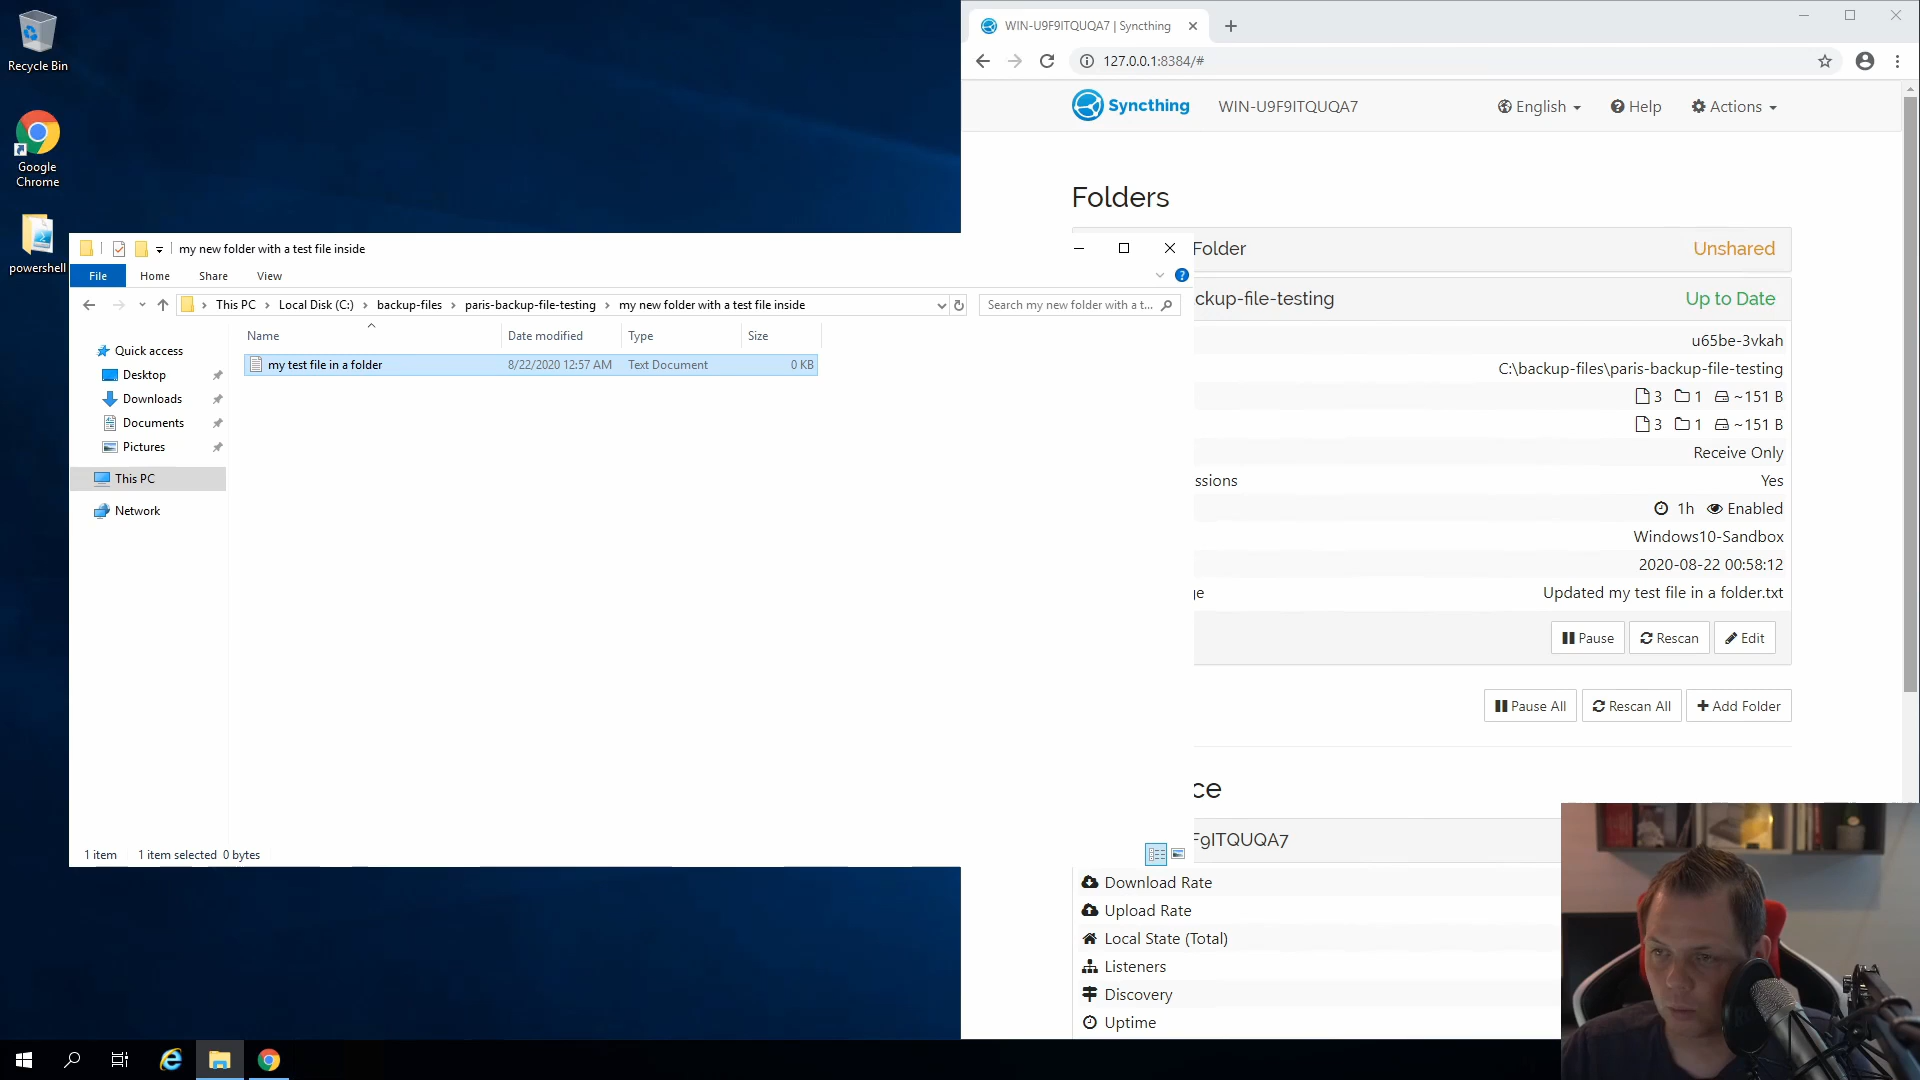 Recycle Bin
Google
Chrome
powershell
WIN-U9F9ITQUQA7 | Syncthing
127.0.0.1:8384/#
Syncthing
WIN-U9F9ITQUQA7
English
Help
Actions
Folders
Folder
Unshared
ckup-file-testing
Up to Date
u65be-3vkah
C:\backup-files\paris-backup-file-testing
3 1 ~151 B
3 1 ~151 B
Receive Only
ssions
Yes
1h Enabled
Windows10-Sandbox
2020-08-22 00:58:12
ge
Updated my test file in a folder.txt
Pause
Rescan
Edit
Pause All
Rescan All
Add Folder
ce
F9ITQUQA7
Download Rate
Upload Rate
Local State (Total)
Listeners
Discovery
Uptime
my new folder with a test file inside
File
Home
Share
View
This PC > Local Disk (C:) > backup-files > paris-backup-file-testing > my new folder with a test file inside
Search my new folder with a t...
Name
Date modified
Type
Size
my test file in a folder
8/22/2020 12:57 AM
Text Document
0 KB
Quick access
Desktop
Downloads
Documents
Pictures
This PC
Network
1 item
1 item selected 0 bytes